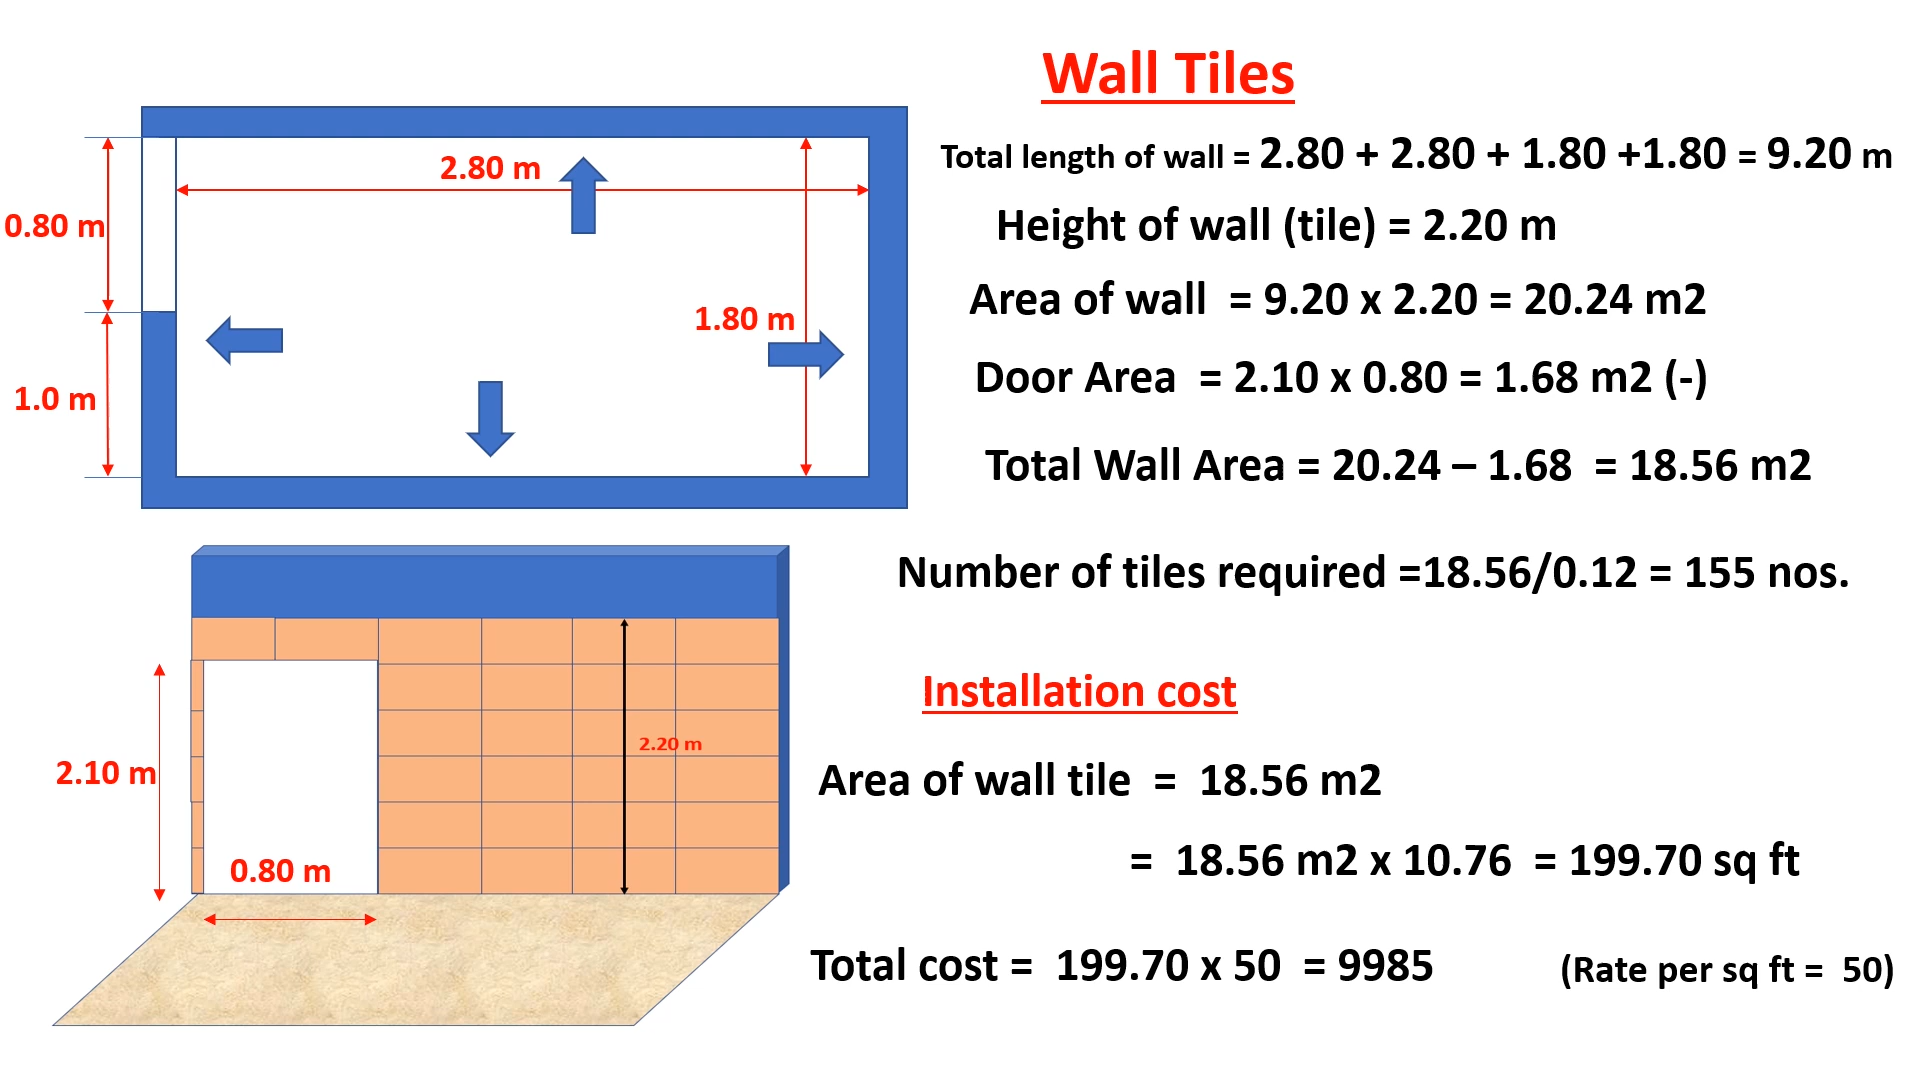 Wall Tiles
Total length of wall = 2.80 + 2.80 + 1.80 +1.80 = 9.20 m
Height of wall (tile) = 2.20 m
Area of wall = 9.20 x 2.20 = 20.24 m2
Door Area = 2.10 x 0.80 = 1.68 m2 (-)
Total Wall Area = 20.24 – 1.68 = 18.56 m2
Number of tiles required =18.56/0.12 = 155 nos.
Installation cost
Area of wall tile = 18.56 m2
= 18.56 m2 x 10.76 = 199.70 sq ft
Total cost = 199.70 x 50 = 9985
(Rate per sq ft = 50)
2.80 m
0.80 m
1.80 m
1.0 m
2.20 m
2.10 m
0.80 m